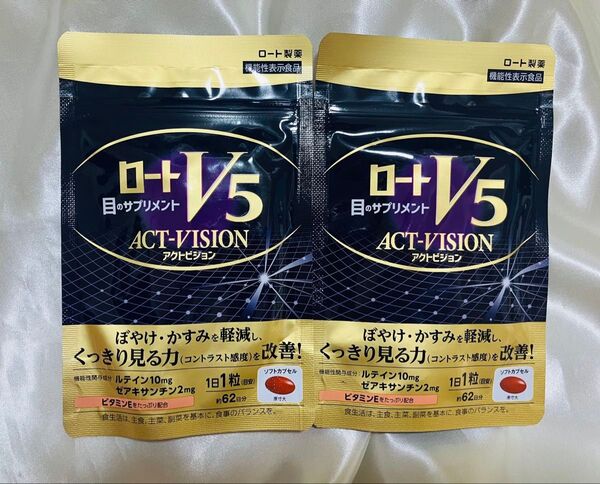 ロート製薬
機能性表示食品
ロートV5
目のサプリメント
ACT-VISION
アクトビジョン
ぼやけ・かすみを軽減し、
くっきり見る力(コントラスト感度)を改善!
機能性関与成分 ルテイン10mg
ゼアキサンチン2mg
ビタミンEをたっぷり配合
1日1粒(目安)
約62日分
ソフトカプセル
原寸大
食生活は、主食、主菜、副菜を基本に、食事のバランスを。
ロート製薬
機能性表示食品
ロートV5
目のサプリメント
ACT-VISION
アクトビジョン
ぼやけ・かすみを軽減し、
くっきり見る力(コントラスト感度)を改善!
機能性関与成分 ルテイン10mg
ゼアキサンチン2mg
ビタミンEをたっぷり配合
1日1粒(目安)
約62日分
ソフトカプセル
原寸大
食生活は、主食、主菜、副菜を基本に、食事のバランスを。